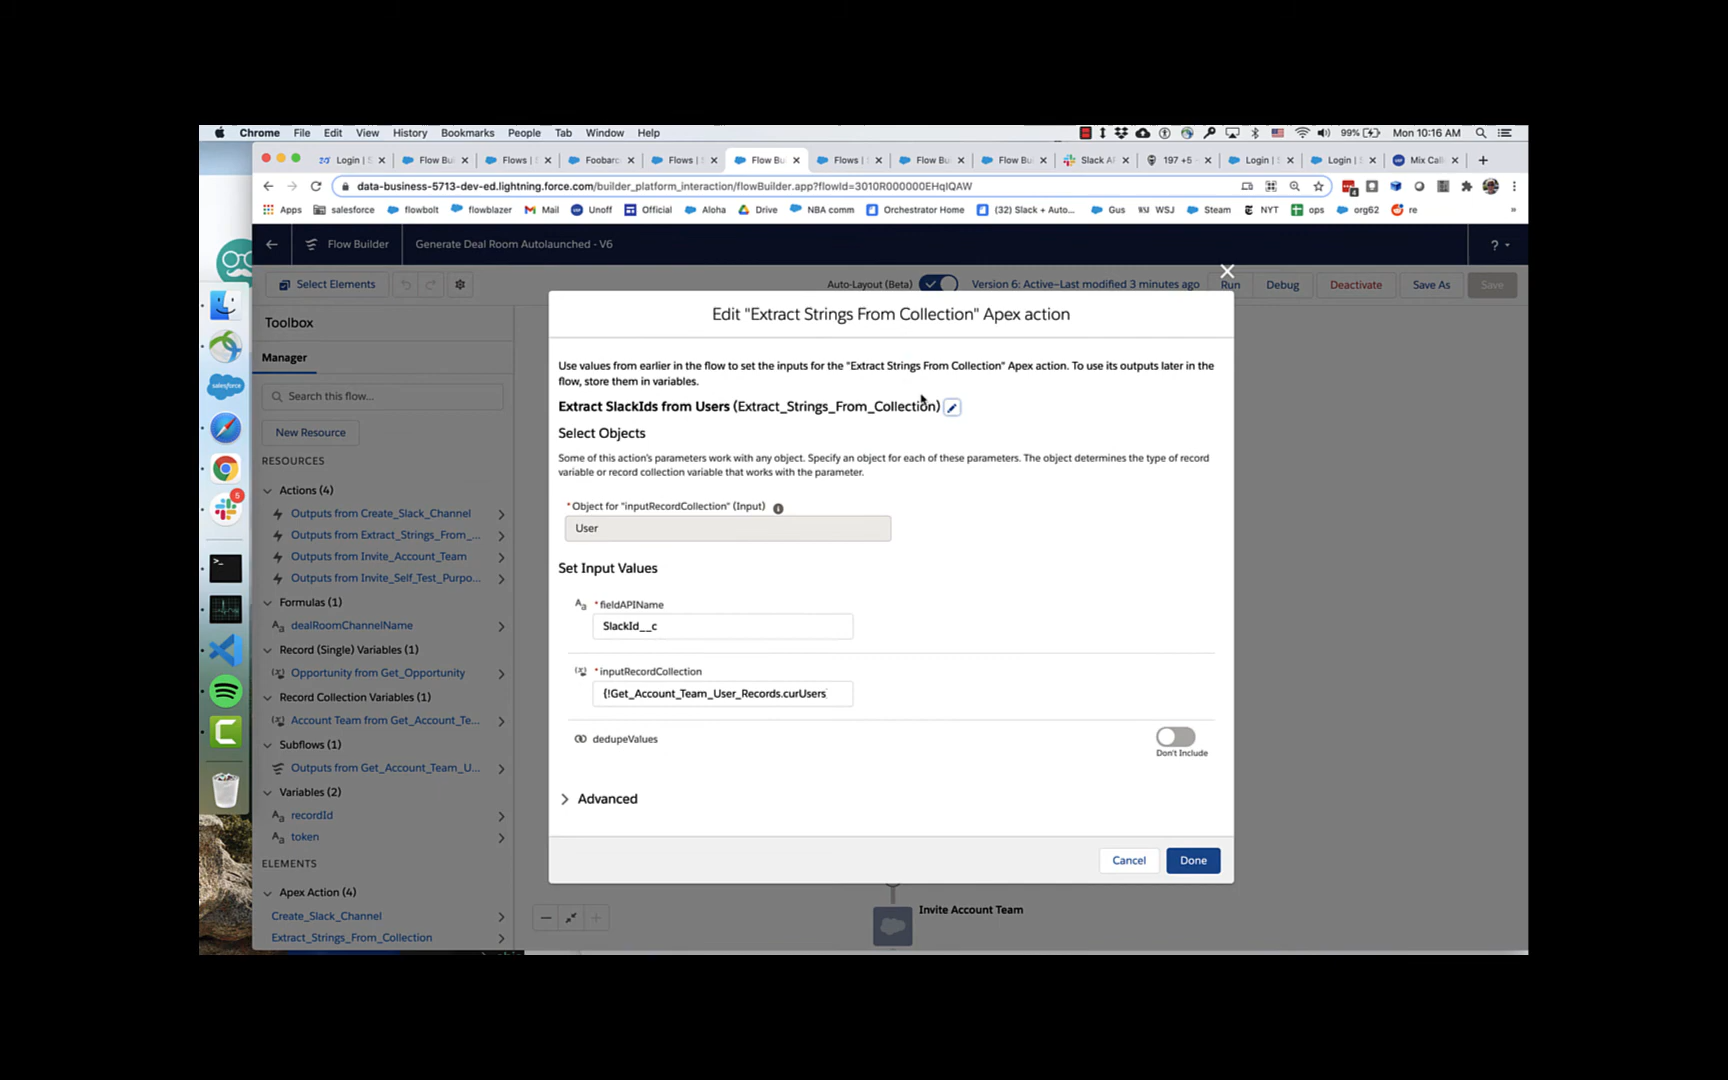 Chrome File Edit View History Bookmarks People Tab Window Help
99% Mon 10:16 AM
Login | Flow Bu Flows | Foobar Flows | Flow Bu Flows | Flow Bu Flow Bu Slack A 197 +5 Login | Login | Mix Cal
data-business-5713-dev-ed.lightning.force.com/builder_platform_interaction/flowBuilder.app?flowId=3010R000000EHqIQAW
Apps salesforce flowbolt flowblazer Mail Unoff Official Aloha Drive NBA comm Orchestrator Home (32) Slack + Auto... Gus WSJ Steam NYT ops org62 re »
Flow Builder Generate Deal Room Autolaunched - V6 ?
Select Elements Auto-Layout (Beta) Version 6: Active–Last modified 3 minutes ago Run Debug Deactivate Save As Save
Toolbox
Manager
Search this flow...
New Resource
RESOURCES
Actions (4)
Outputs from Create_Slack_Channel
Outputs from Extract_Strings_From_...
Outputs from Invite_Account_Team
Outputs from Invite_Self_Test_Purpo...
Formulas (1)
dealRoomChannelName
Record (Single) Variables (1)
Opportunity from Get_Opportunity
Record Collection Variables (1)
Account Team from Get_Account_Te...
Subflows (1)
Outputs from Get_Account_Team_U...
Variables (2)
recordId
token
ELEMENTS
Apex Action (4)
Create_Slack_Channel
Extract_Strings_From_Collection
Edit "Extract Strings From Collection" Apex action
Use values from earlier in the flow to set the inputs for the "Extract Strings From Collection" Apex action. To use its outputs later in the
flow, store them in variables.
Extract SlackIds from Users (Extract_Strings_From_Collection)
Select Objects
Some of this action's parameters work with any object. Specify an object for each of these parameters. The object determines the type of record
variable or record collection variable that works with the parameter.
*Object for "inputRecordCollection" (Input)
User
Set Input Values
Aa *fieldAPIName
SlackId__c
*inputRecordCollection
{!Get_Account_Team_User_Records.curUsers
dedupeValues
Don't Include
Advanced
Cancel Done
Invite Account Team
salesforce
5